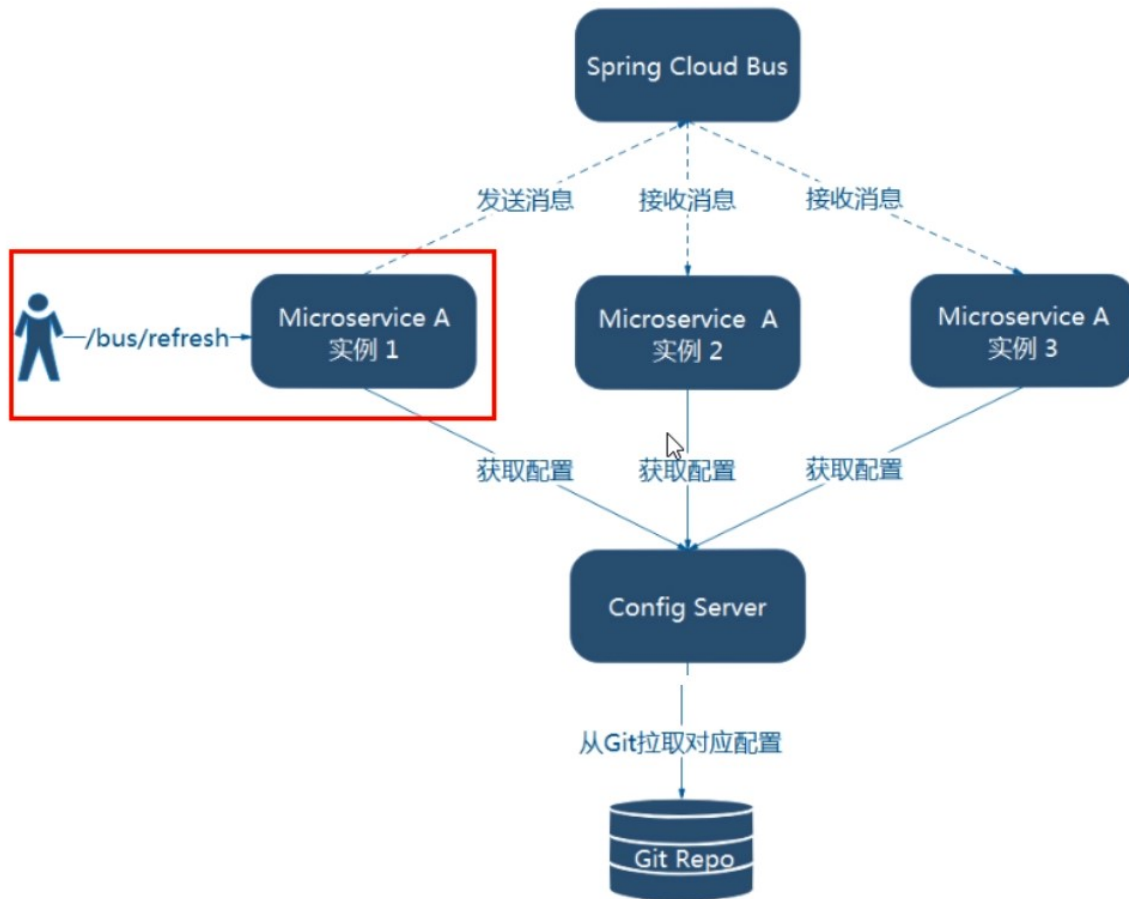 Spring Cloud Bus
发送消息
接收消息
接收消息
/bus/refresh
Microservice A
实例 1
Microservice A
实例 2
Microservice A
实例 3
获取配置
获取配置
获取配置
Config Server
从Git拉取对应配置
Git Repo